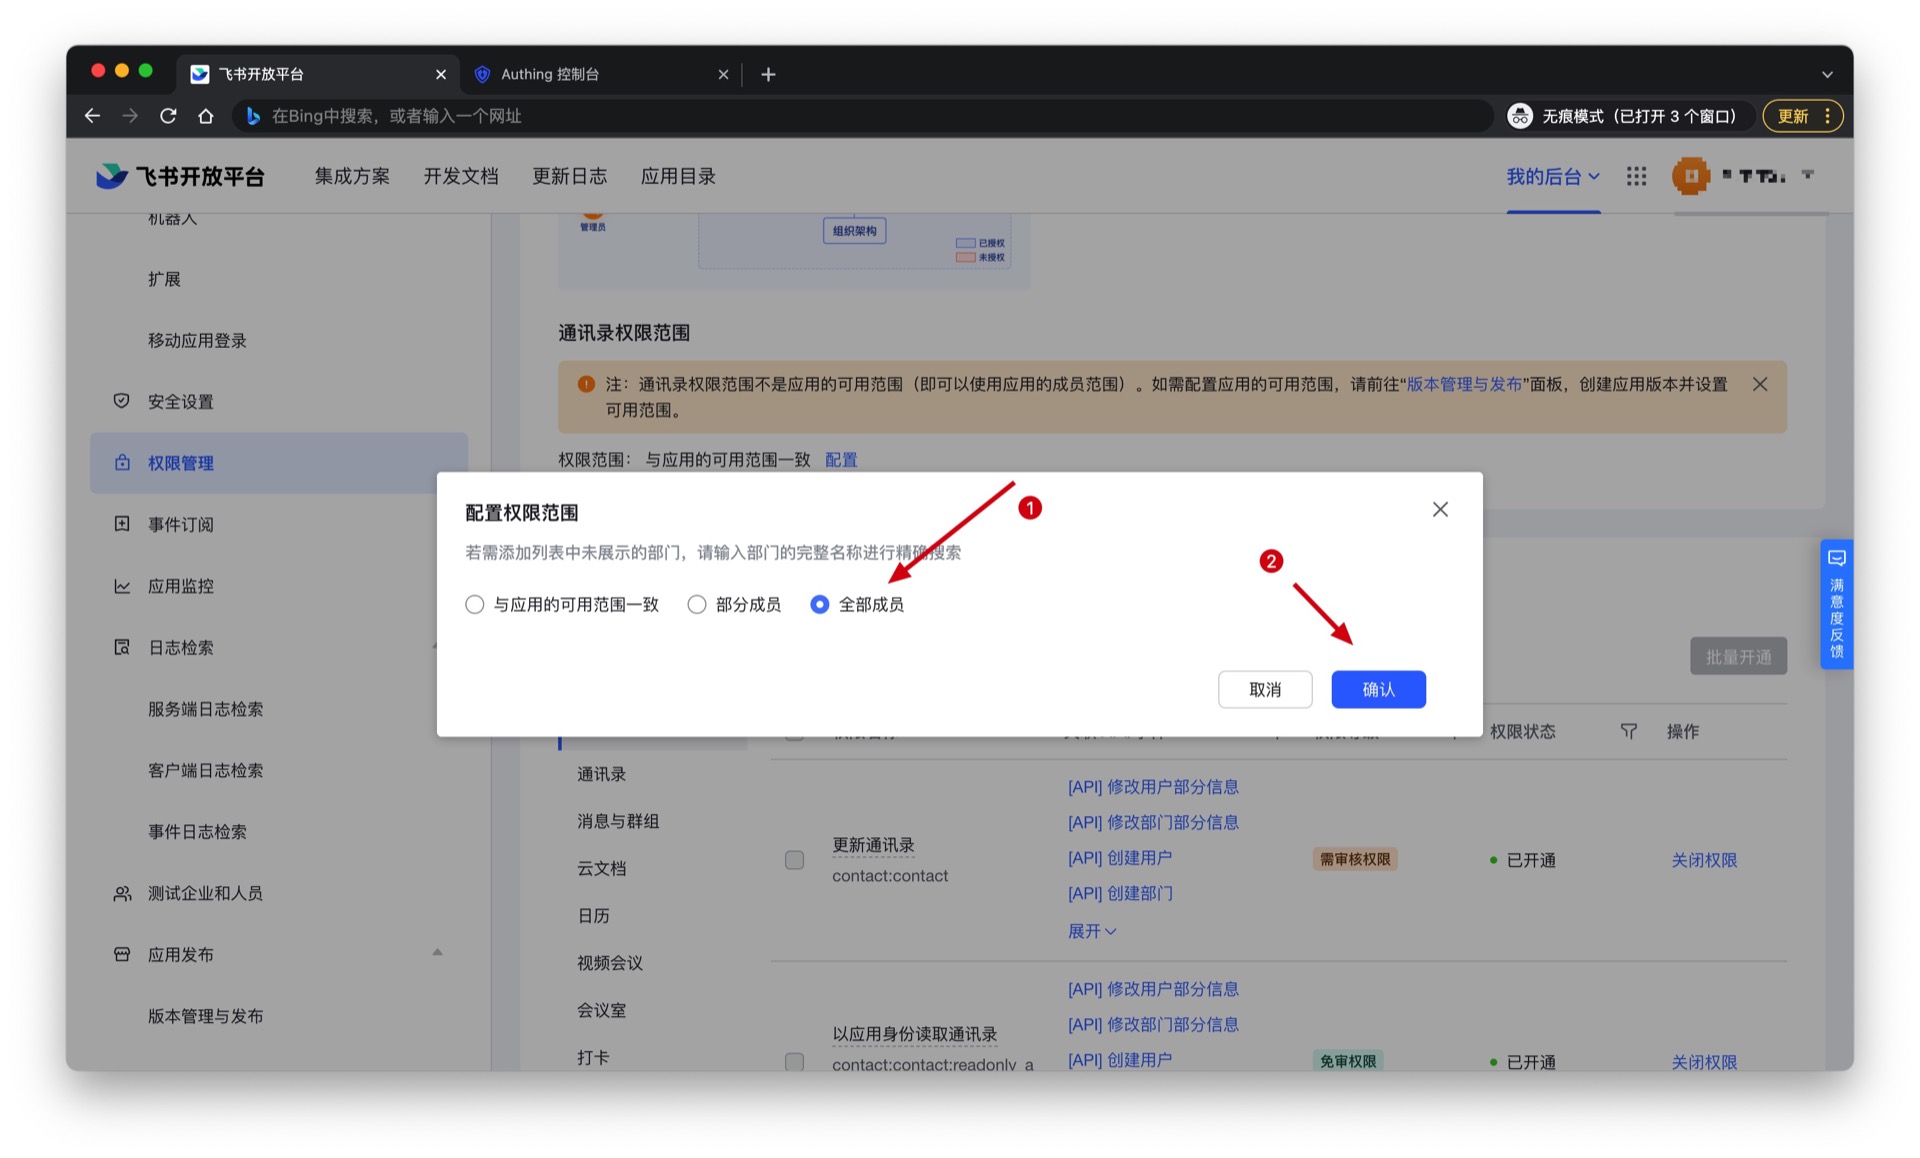 飞书开放平台
Authing 控制台
在Bing中搜索，或者输入一个网址
无痕模式（已打开 3 个窗口）
更新
飞书开放平台
集成方案
开发文档
更新日志
应用目录
我的后台
机器人
扩展
移动应用登录
安全设置
权限管理
事件订阅
应用监控
日志检索
服务端日志检索
客户端日志检索
事件日志检索
测试企业和人员
应用发布
版本管理与发布
管理员
组织架构
已授权
未授权
通讯录权限范围
注：通讯录权限范围不是应用的可用范围（即可以使用应用的成员范围）。如需配置应用的可用范围，请前往“版本管理与发布”面板，创建应用版本并设置
可用范围。
权限范围： 与应用的可用范围一致 配置
配置权限范围
1
若需添加列表中未展示的部门，请输入部门的完整名称进行精确搜索
2
与应用的可用范围一致
部分成员
全部成员
取消
确认
满意度反馈
批量开通
权限状态
操作
通讯录
消息与群组
云文档
日历
视频会议
会议室
打卡
更新通讯录
contact:contact
[API] 修改用户部分信息
[API] 修改部门部分信息
[API] 创建用户
[API] 创建部门
展开
需审核权限
已开通
关闭权限
以应用身份读取通讯录
contact:contact:readonly_a
[API] 修改用户部分信息
[API] 修改部门部分信息
[API] 创建用户
免审权限
已开通
关闭权限